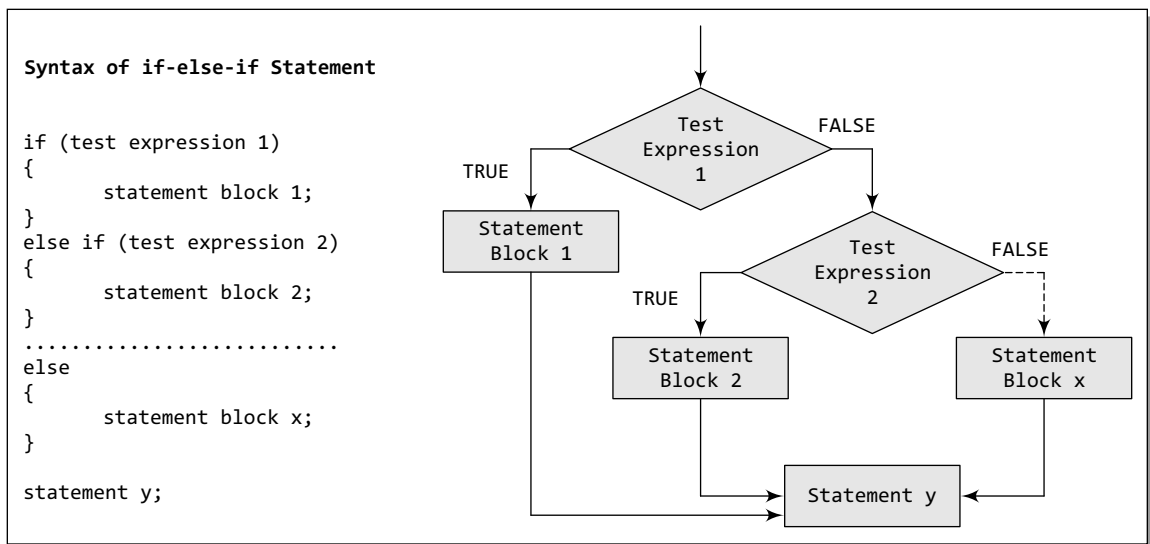 Syntax of if-else-if Statement
if (test expression 1)
{
statement block 1;
}
else if (test expression 2)
{
statement block 2;
}
...........................
else
{
statement block x;
}
statement y;
Test
Expression
1
TRUE
FALSE
Statement
Block 1
Test
Expression
2
TRUE
FALSE
Statement
Block 2
Statement
Block x
Statement y